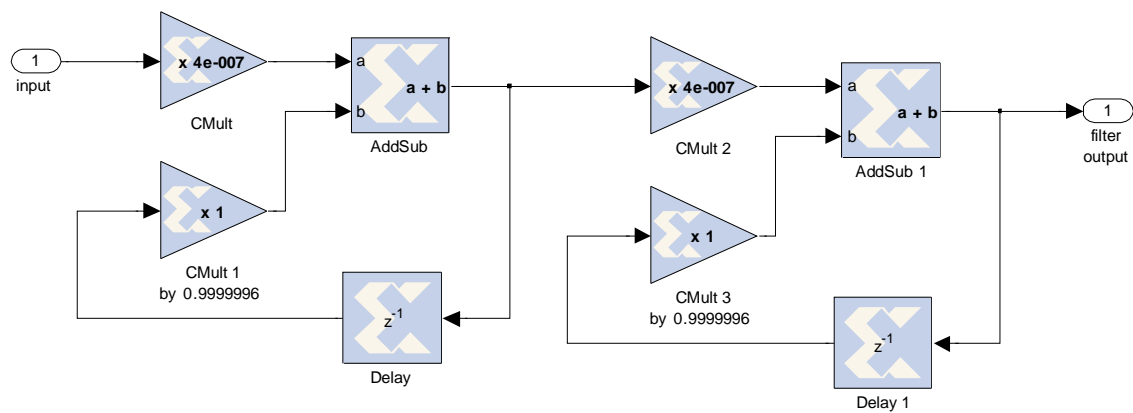 1
input
x 4e-007
CMult
a
b
a + b
AddSub
x 1
CMult 1
by 0.9999996
z-1
Delay
x 4e-007
CMult 2
a
b
a + b
AddSub 1
x 1
CMult 3
by 0.9999996
z-1
Delay 1
1
filter
output